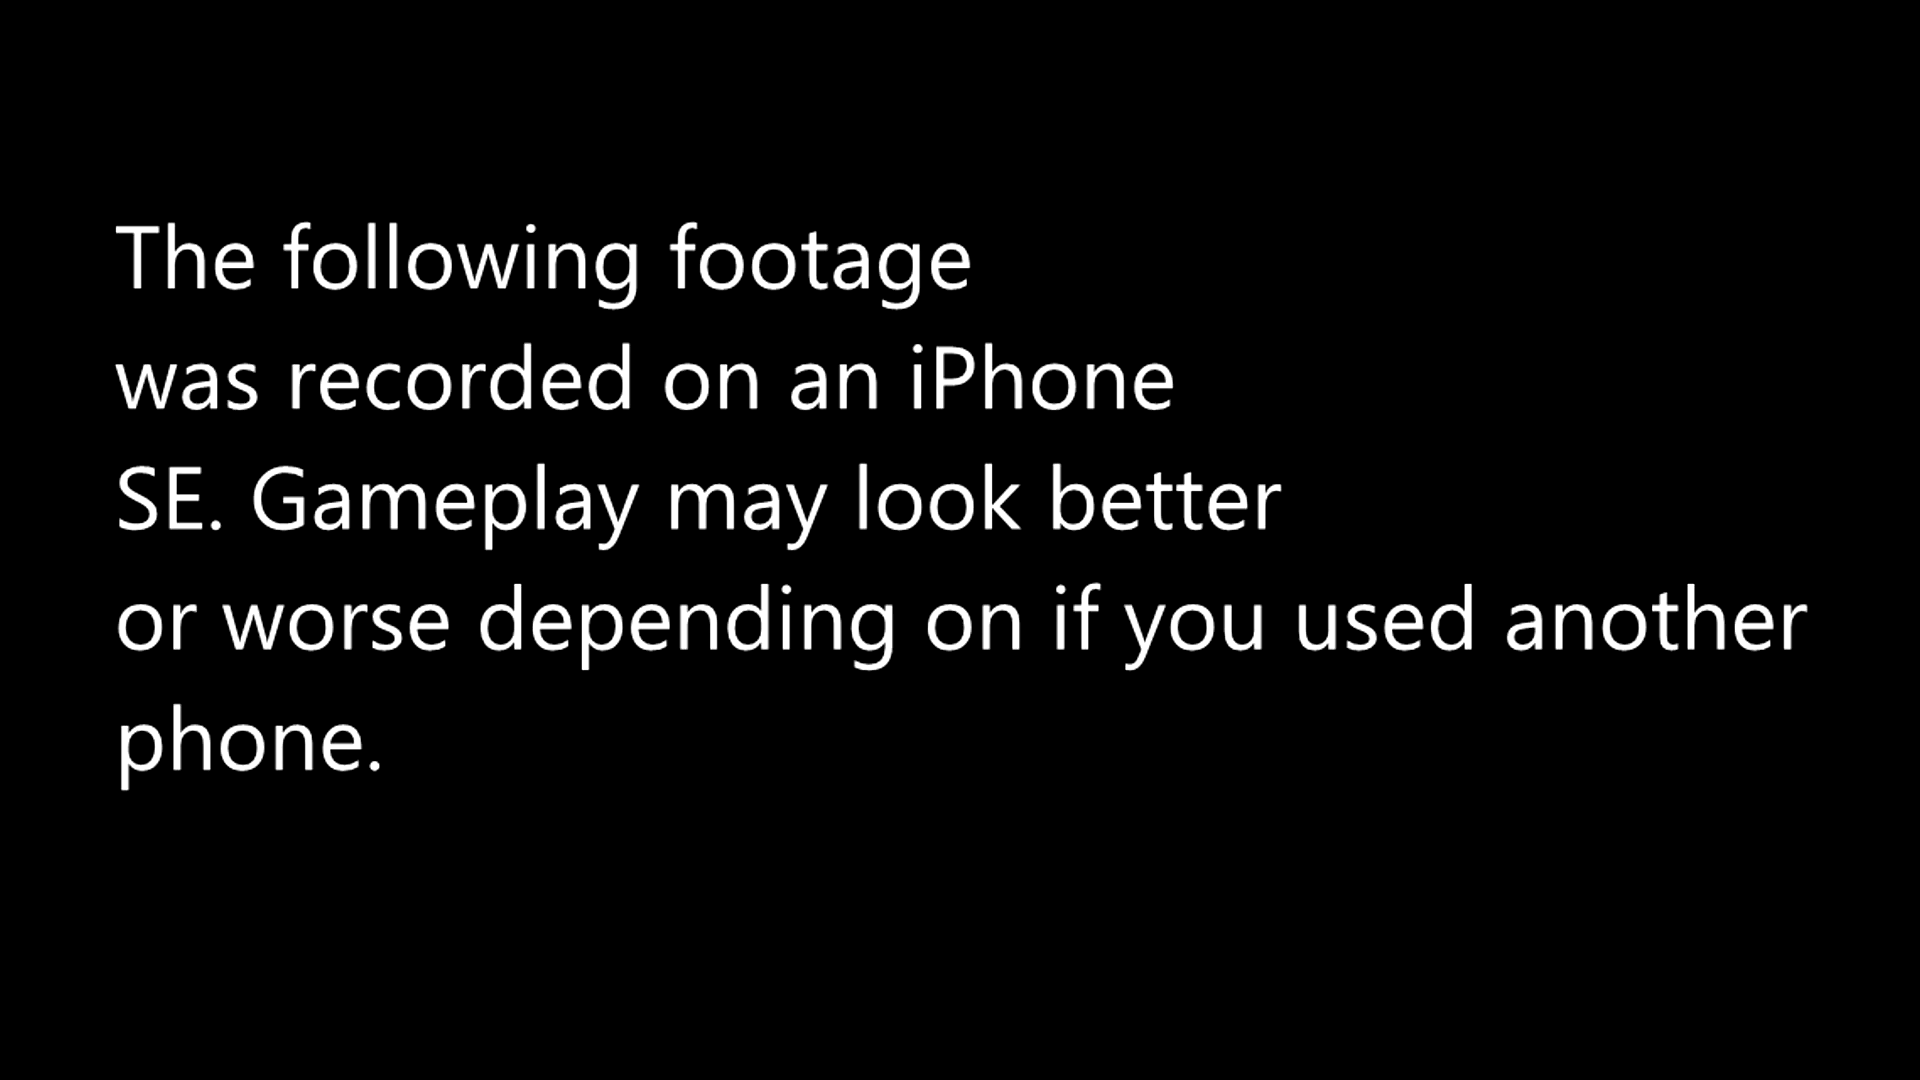 The following footage
was recorded on an iPhone
SE. Gameplay may look better
or worse depending on if you used another
phone.